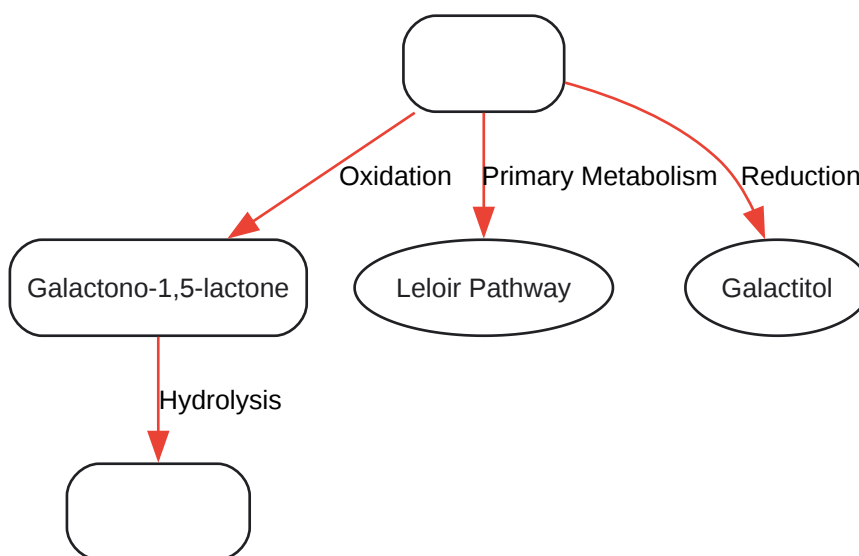 Oxidation
Primary Metabolism
Reduction
Galactono-1,5-lactone
Leloir Pathway
Galactitol
Hydrolysis